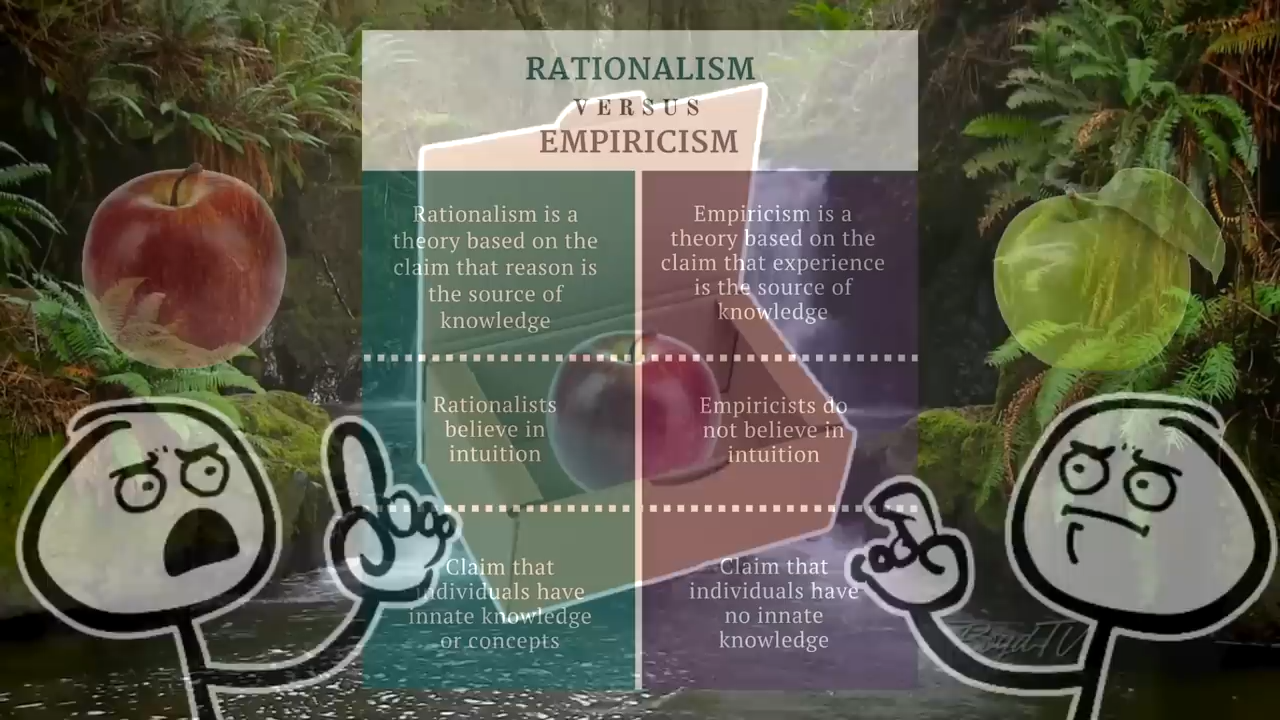 RATIONALISM
VERSUS
EMPIRICISM
Rationalism is a
theory based on the
claim that reason is
the source of
knowledge
Empiricism is a
theory based on the
claim that experience
is the source of
knowledge
Rationalists
believe in
intuition
Empiricists do
not believe in
intuition
Claim that
individuals have
innate knowledge
or concepts
Claim that
individuals have
no innate
knowledge
BoydTV